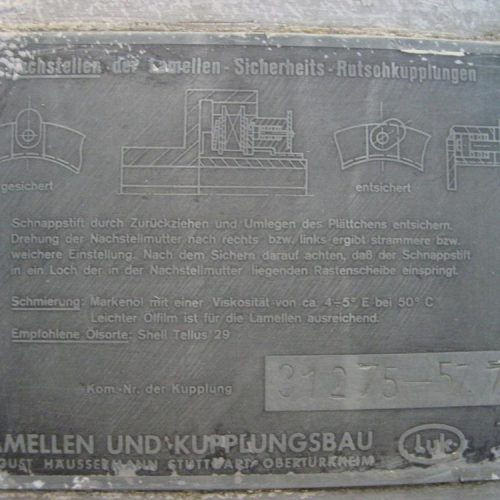 Nachstellen der Lamellen-Sicherheits-Rutschkupplungen
gesichert
entsichert
Schnappstift durch Zurückziehen und Umlegen des Plättchens entsichern.
Drehung der Nachstellmutter nach rechts bzw. links ergibt strammere bzw.
weichere Einstellung. Nach dem Sichern darauf achten, daß der Schnappstift
in ein Loch der in der Nachstellmutter liegenden Rastenscheibe einspringt.
Schmierung: Markenöl mit einer Viskosität von ca. 4-5° E bei 50° C
Leichter Ölfilm ist für die Lamellen ausreichend.
Empfohlene Ölsorte: Shell Tellus 29
Kom.-Nr. der Kupplung
AMELLEN UND KUPPLUNGSBAU
Luk
GUST HÄUSSERMANN STUTTGART-OBERTÜRKHEIM